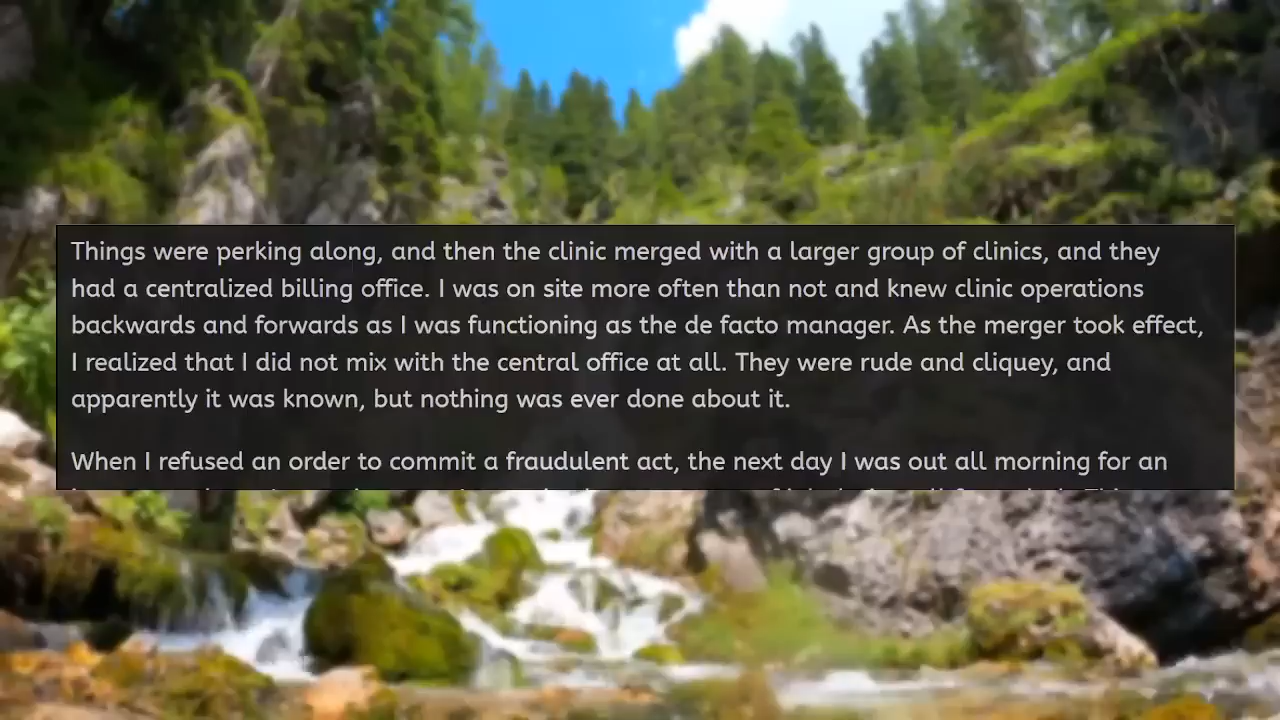 Things were perking along, and then the clinic merged with a larger group of clinics, and they
had a centralized billing office. I was on site more often than not and knew clinic operations
backwards and forwards as I was functioning as the de facto manager. As the merger took effect,
I realized that I did not mix with the central office at all. They were rude and cliquey, and
apparently it was known, but nothing was ever done about it.
When I refused an order to commit a fraudulent act, the next day I was out all morning for an